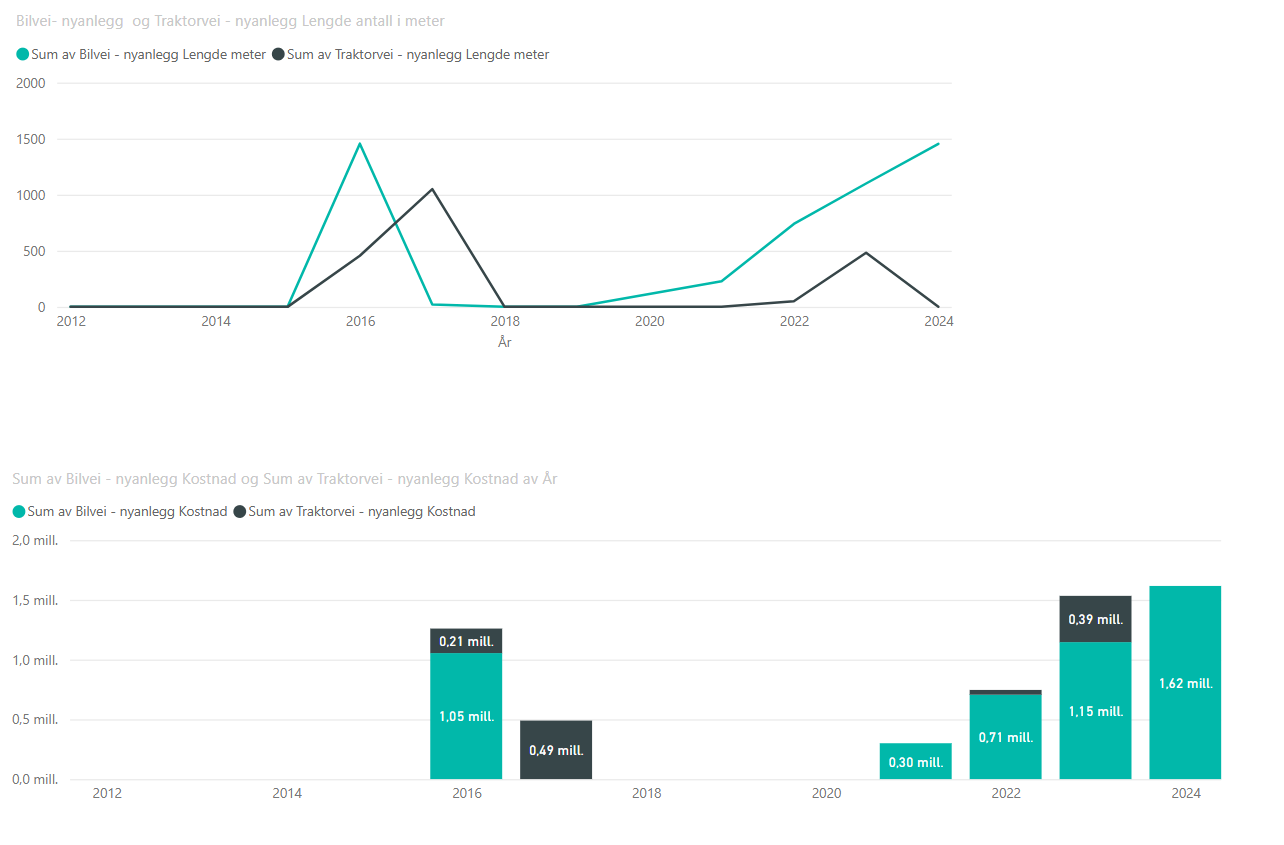 Bilvei- nyanlegg  og Traktorvei - nyanlegg Lengde antall i meter
Sum av Bilvei - nyanlegg Lengde meter Sum av Traktorvei - nyanlegg Lengde meter
2000
1500
1000
500
0
2012 2014 2016 2018 2020 2022 2024
År
Sum av Bilvei - nyanlegg Kostnad og Sum av Traktorvei - nyanlegg Kostnad av År
Sum av Bilvei - nyanlegg Kostnad Sum av Traktorvei - nyanlegg Kostnad
2,0 mill.
1,5 mill.
0,39 mill.
0,21 mill.
1,0 mill.
1,62 mill.
1,15 mill.
1,05 mill.
0,5 mill.
0,71 mill.
0,49 mill.
0,30 mill.
0,0 mill.
2012 2014 2016 2018 2020 2022 2024